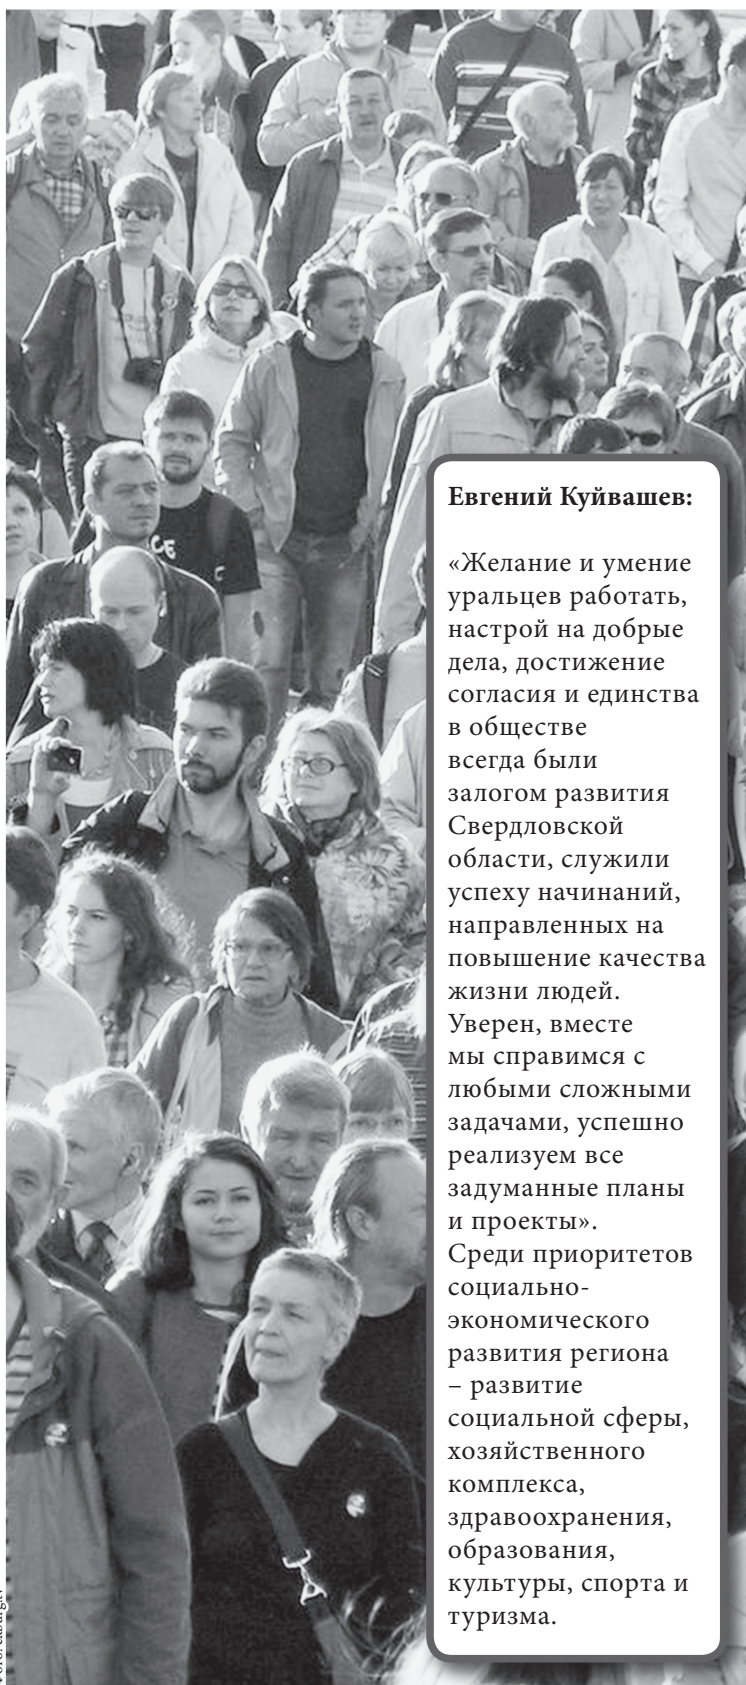 Евгений Куйвашев:
«Желание и умение
уральцев работать,
настрой на добрые
дела, достижение
согласия и единства
в обществе
всегда были
залогом развития
Свердловской
области, служили
успеху начинаний,
направленных на
повышение качества
жизни людей.
Уверен, вместе
мы справимся с
любыми сложными
задачами, успешно
реализуем все
задуманные планы
и проекты».
Среди приоритетов
социально-
экономического
развития региона
– развитие
социальной сферы,
хозяйственного
комплекса,
здравоохранения,
образования,
культуры, спорта и
туризма.